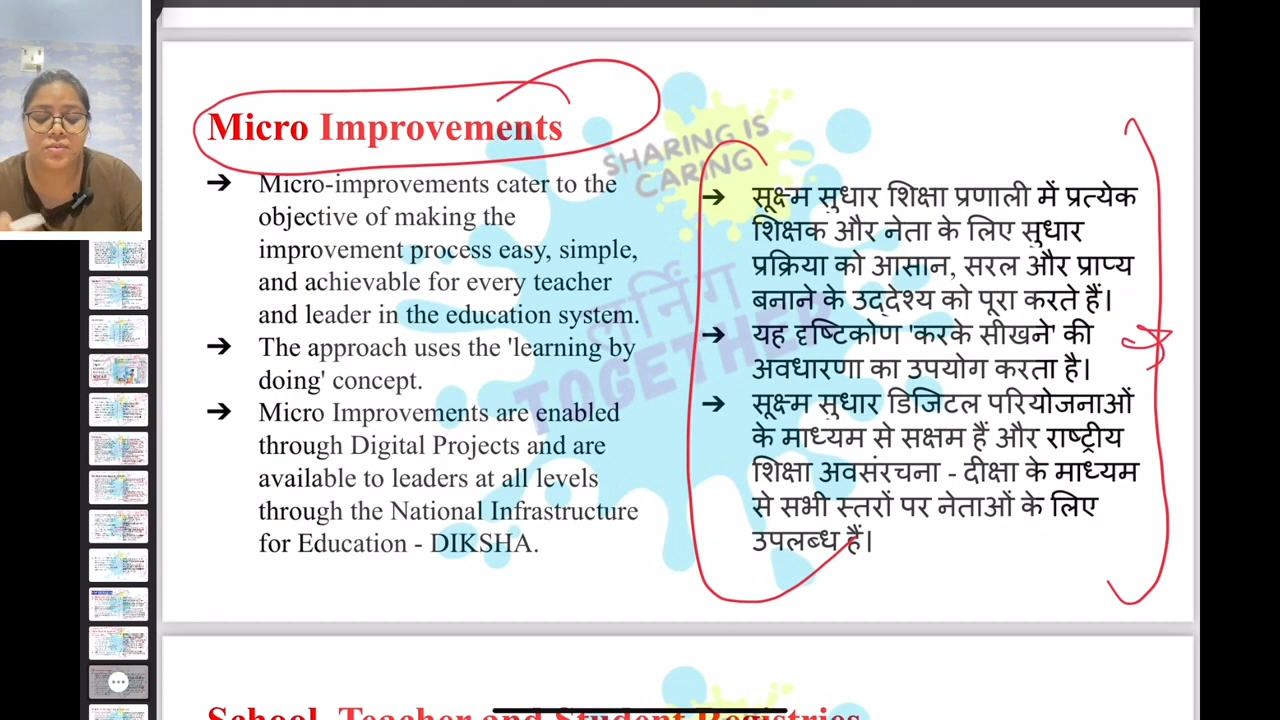 Micro Improvements
SHARING IS
CARING
➔ Micro-improvements cater to the
objective of making the
improvement process easy, simple,
and achievable for every teacher
and leader in the education system.
➔ The approach uses the 'learning by
doing' concept.
➔ Micro Improvements are enabled
through Digital Projects and are
available to leaders at all levels
through the National Infrastructure
for Education - DIKSHA.
➔ सूक्ष्म सुधार शिक्षा प्रणाली में प्रत्येक
शिक्षक और नेता के लिए सुधार
प्रक्रिया को आसान, सरल और प्राप्य
बनाने के उद्देश्य को पूरा करते हैं।
➔ यह दृष्टिकोण 'करके सीखने' की
अवधारणा का उपयोग करता है।
➔ सूक्ष्म सुधार डिजिटल परियोजनाओं
के माध्यम से सक्षम हैं और राष्ट्रीय
शिक्षा अवसंरचना - दीक्षा के माध्यम
से सभी स्तरों पर नेताओं के लिए
उपलब्ध हैं।
लर्निंग
TOGETHER
School, Teacher and Student Registries